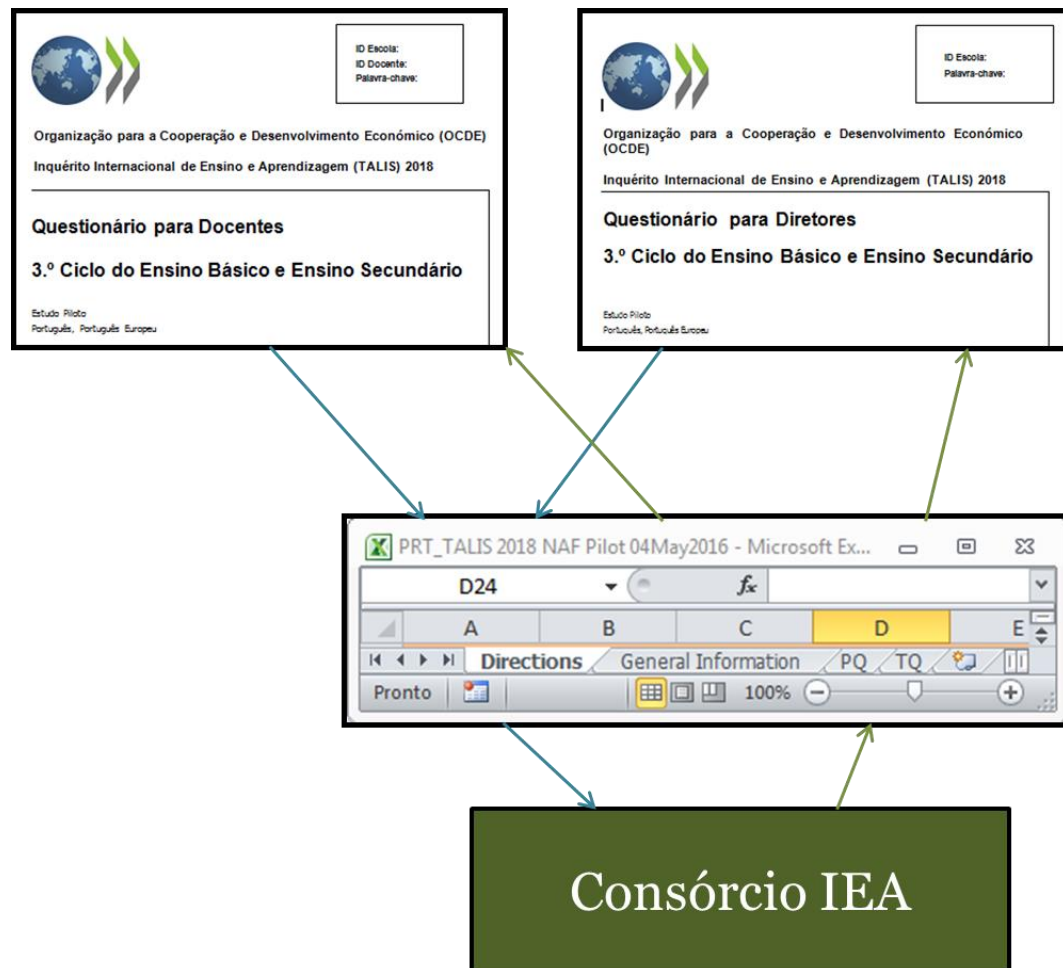 ID Escola:
ID Docente:
Palavra-chave:
Organização para a Cooperação e Desenvolvimento Económico (OCDE)
Inquérito Internacional de Ensino e Aprendizagem (TALIS) 2018
Questionário para Docentes
3.º Ciclo do Ensino Básico e Ensino Secundário
Estudo Piloto
Português, Português Europeu
ID Escola:
Palavra-chave:
Organização para a Cooperação e Desenvolvimento Económico
(OCDE)
Inquérito Internacional de Ensino e Aprendizagem (TALIS) 2018
Questionário para Diretores
3.º Ciclo do Ensino Básico e Ensino Secundário
Estudo Piloto
Português, Português Europeu
PRT_TALIS 2018 NAF Pilot 04May2016 - Microsoft Ex...
D24 fx
A B C D E
Directions General Information PQ TQ
Pronto 100%
Consórcio IEA